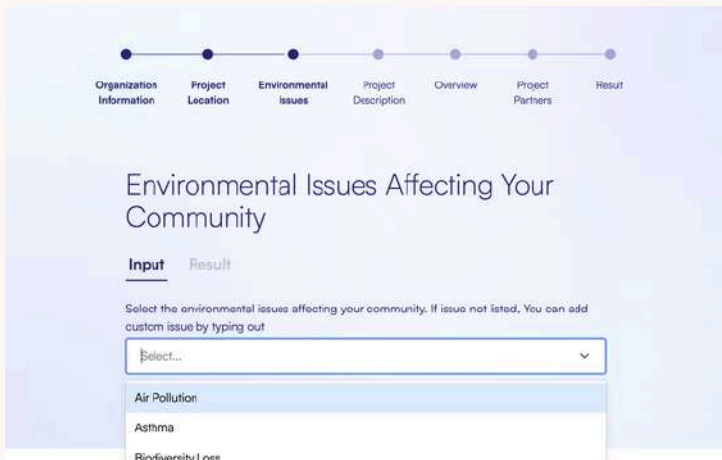 Organization Information
Project Location
Environmental Issues
Project Description
Overview
Project Partners
Result
Environmental Issues Affecting Your
Community
Input Result
Select the environmental issues affecting your community. If issue not listed, You can add
custom issue by typing out
Select...
Air Pollution
Asthma
Biodiversity Loss